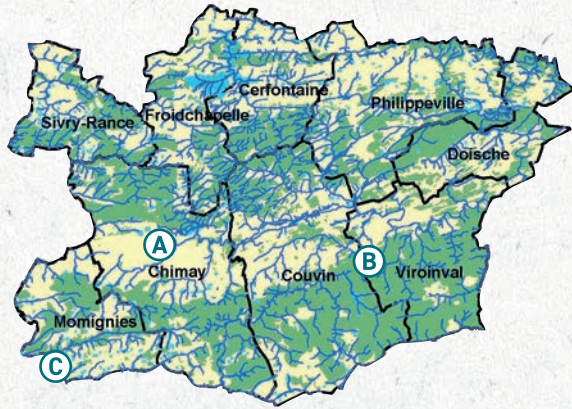 Cerfontaine
Philippeville
Sivry-Rance
Froidchapelle
Doische
A
Chimay
Couvin
B
Viroinval
Momignies
C